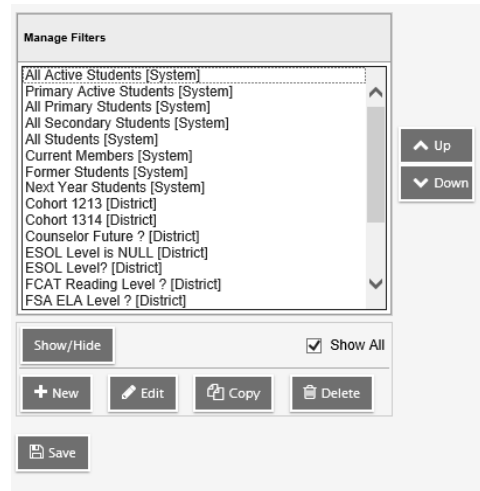 Manage Filters
All Active Students [System]
Primary Active Students [System]
All Primary Students [System]
All Secondary Students [System]
All Students [System]
Current Members [System]
Former Students [System]
Next Year Students [System]
Cohort 1213 [District]
Cohort 1314 [District]
Counselor Future ? [District]
ESOL Level is NULL [District]
ESOL Level? [District]
FCAT Reading Level ? [District]
FSA ELA Level ? [District]
Up
Down
Show/Hide
Show All
New
Edit
Copy
Delete
Save